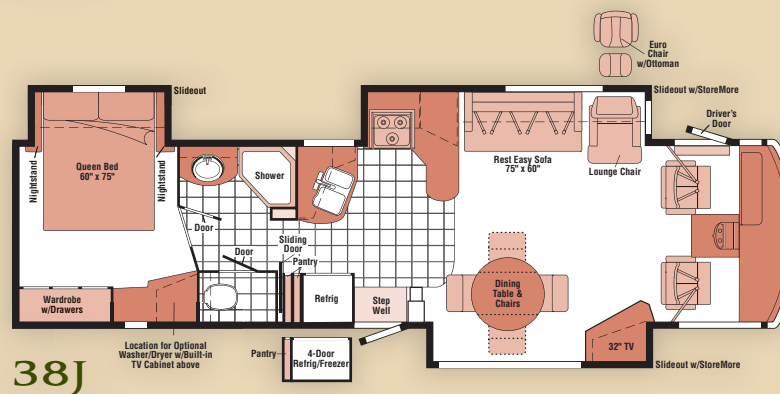 Euro
Chair
w/Ottoman
Slideout
Slideout w/StoreMore
Driver's
Door
Nightstand
Queen Bed
60" x 75"
Nightstand
Shower
Rest Easy Sofa
75" x 60"
Lounge Chair
Door
Door
Sliding
Door
Pantry
Refrig
Step
Well
Dining
Table &
Chairs
Wardrobe
w/Drawers
32" TV
Location for Optional
Washer/Dryer w/Built-in
TV Cabinet above
Pantry
4-Door
Refrig/Freezer
Slideout w/StoreMore
38J